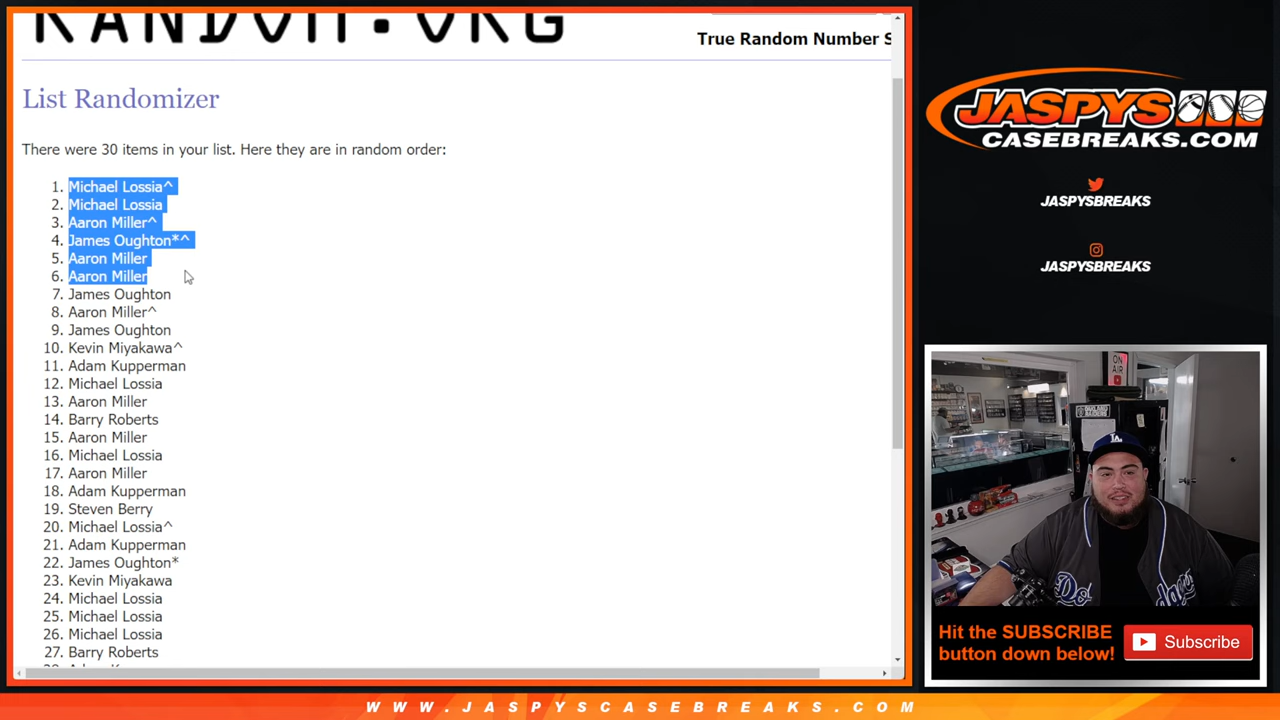 RANDOM.ORG
True Random Number S
List Randomizer
There were 30 items in your list. Here they are in random order:
1. Michael Lossia^
2. Michael Lossia
3. Aaron Miller^
4. James Oughton*^
5. Aaron Miller
6. Aaron Miller
7. James Oughton
8. Aaron Miller^
9. James Oughton
10. Kevin Miyakawa^
11. Adam Kupperman
12. Michael Lossia
13. Aaron Miller
14. Barry Roberts
15. Aaron Miller
16. Michael Lossia
17. Aaron Miller
18. Adam Kupperman
19. Steven Berry
20. Michael Lossia^
21. Adam Kupperman
22. James Oughton*
23. Kevin Miyakawa
24. Michael Lossia
25. Michael Lossia
26. Michael Lossia
27. Barry Roberts
JASPYS
CASEBREAKS.COM
JASPYSBREAKS
JASPYSBREAKS
ON
AIR
LA
Hit the SUBSCRIBE
button down below!
Subscribe
WWW.JASPYSCASEBREAKS.COM